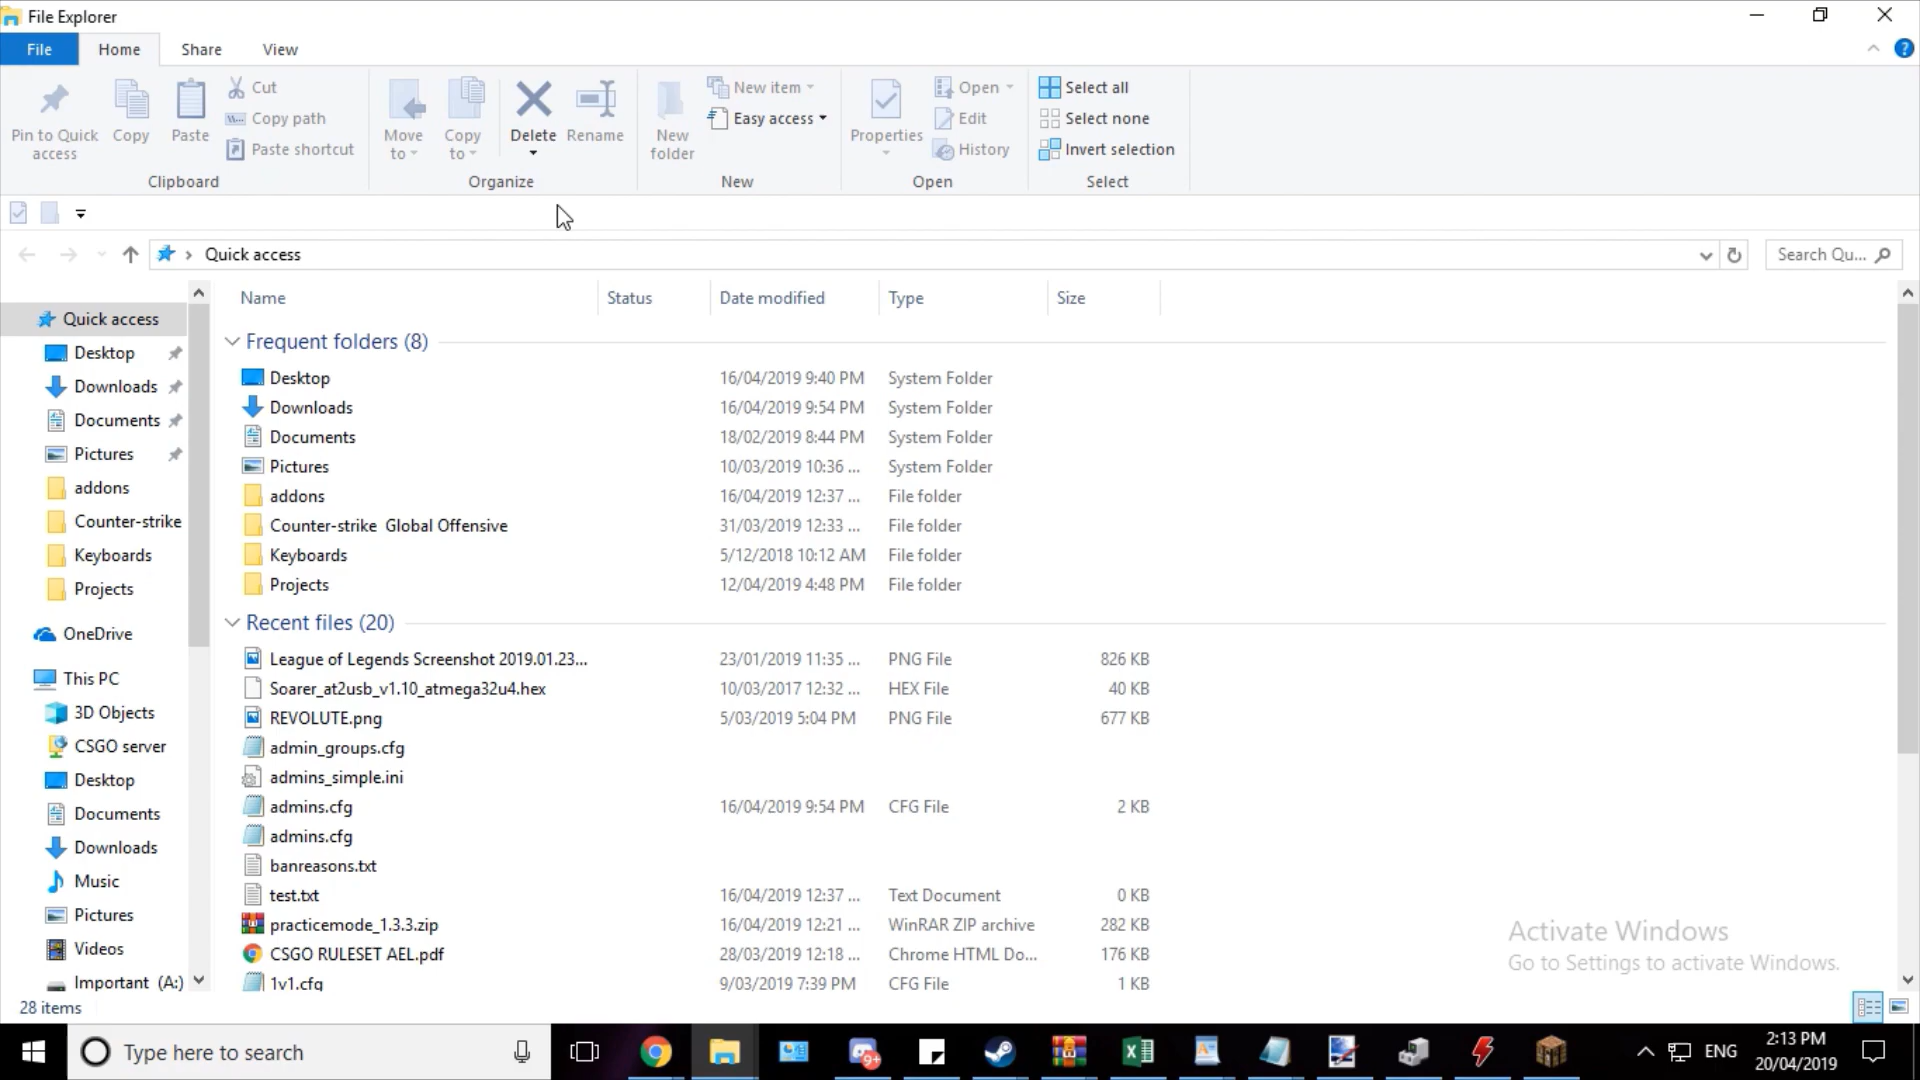 File Explorer
File Home Share View
Pin to Quick access
Copy
Paste
Cut
Copy path
Paste shortcut
Clipboard
Move to
Copy to
Delete
Rename
Organize
New folder
New item
Easy access
New
Properties
Open
Edit
History
Open
Select all
Select none
Invert selection
Select
Quick access
Search Qu...
Quick access
Desktop
Downloads
Documents
Pictures
addons
Counter-strike
Keyboards
Projects
OneDrive
This PC
3D Objects
CSGO server
Desktop
Documents
Downloads
Music
Pictures
Videos
Important (A:)
Name Status Date modified Type Size
Frequent folders (8)
Desktop 16/04/2019 9:40 PM System Folder
Downloads 16/04/2019 9:54 PM System Folder
Documents 18/02/2019 8:44 PM System Folder
Pictures 10/03/2019 10:36 ... System Folder
addons 16/04/2019 12:37 ... File folder
Counter-strike Global Offensive 31/03/2019 12:33 ... File folder
Keyboards 5/12/2018 10:12 AM File folder
Projects 12/04/2019 4:48 PM File folder
Recent files (20)
League of Legends Screenshot 2019.01.23... 23/01/2019 11:35 ... PNG File 826 KB
Soarer_at2usb_v1.10_atmega32u4.hex 10/03/2017 12:32 ... HEX File 40 KB
REVOLUTE.png 5/03/2019 5:04 PM PNG File 677 KB
admin_groups.cfg
admins_simple.ini
admins.cfg 16/04/2019 9:54 PM CFG File 2 KB
admins.cfg
banreasons.txt
test.txt 16/04/2019 12:37 ... Text Document 0 KB
practicemode_1.3.3.zip 16/04/2019 12:21 ... WinRAR ZIP archive 282 KB
CSGO RULESET AEL.pdf 28/03/2019 12:18 ... Chrome HTML Do... 176 KB
1v1.cfg 9/03/2019 7:39 PM CFG File 1 KB
Activate Windows
Go to Settings to activate Windows.
28 items
Type here to search
ENG
2:13 PM
20/04/2019